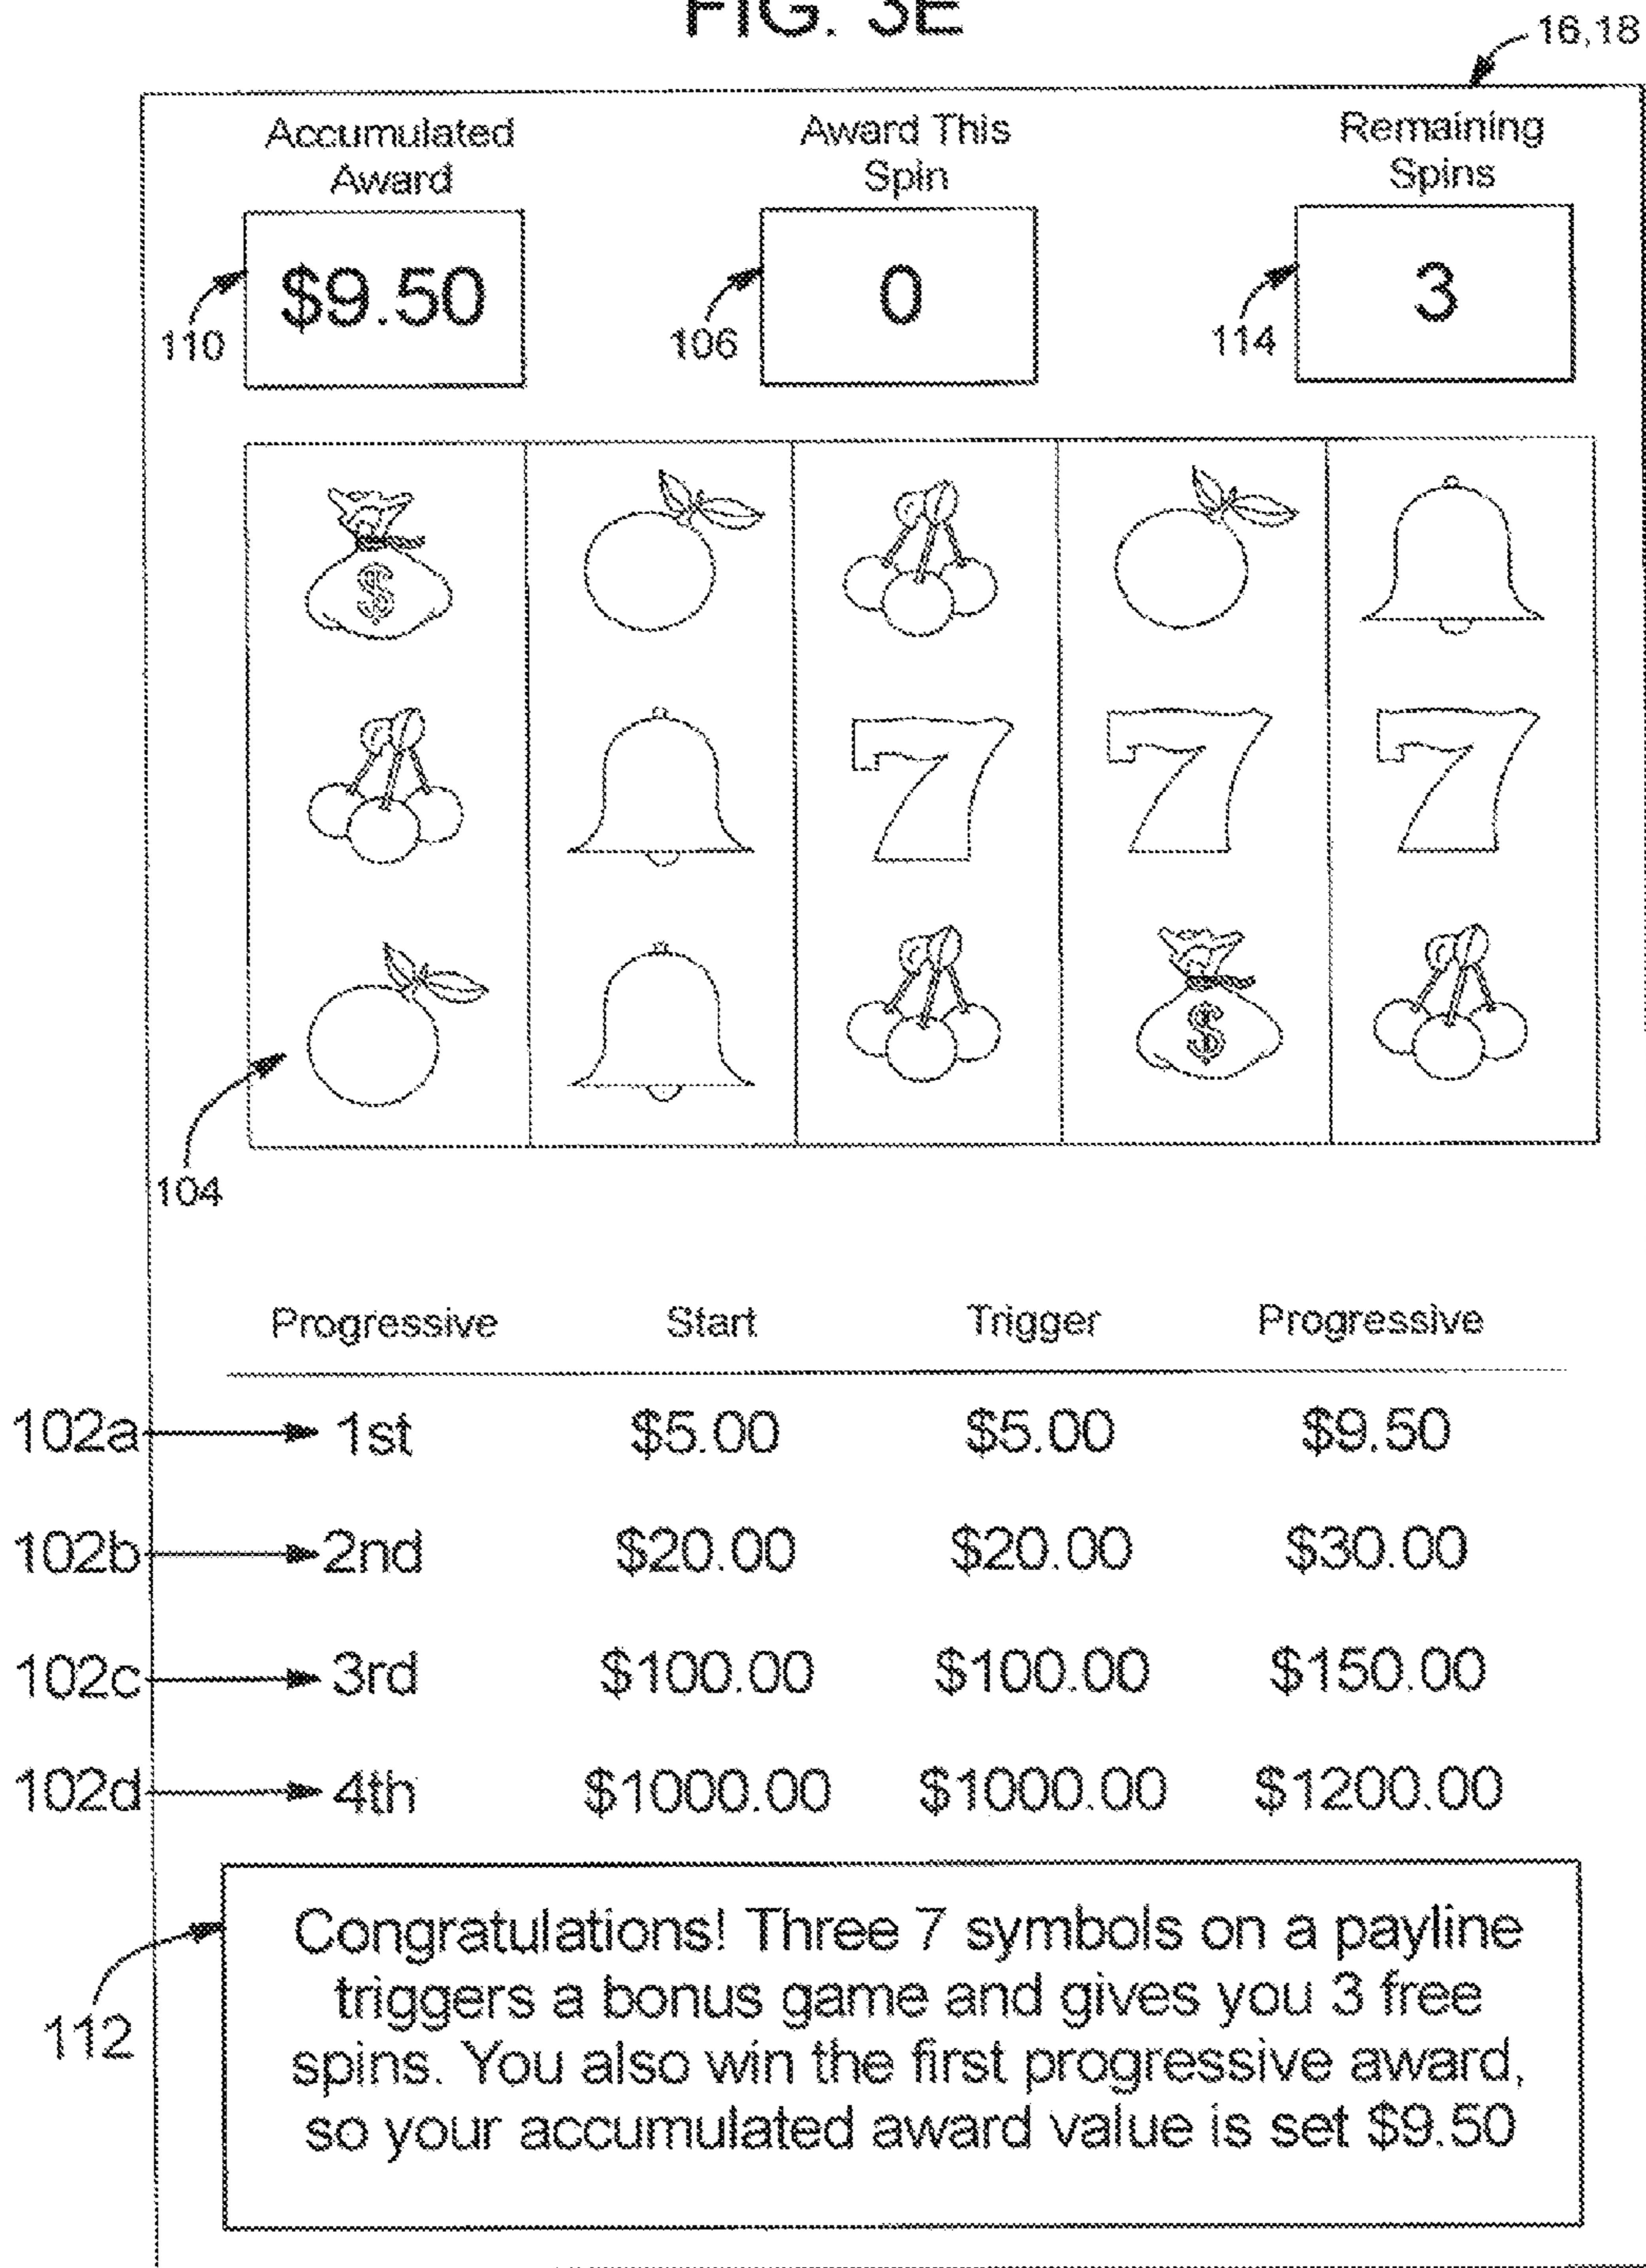 FIG. 3E
16,18
Accumulated Award This Remaining
Award Spin Spins
$9.50 0 3
110 106 114
$
7 7 7
$
104
Progressive Start Trigger Progressive
102a 1st $5.00 $5.00 $9.50
102b 2nd $20.00 $20.00 $30.00
102c 3rd $100.00 $100.00 $150.00
102d 4th $1000.00 $1000.00 $1200.00
Congratulations! Three 7 symbols on a payline
triggers a bonus game and gives you 3 free
spins. You also win the first progressive award,
so your accumulated award value is set $9.50
112